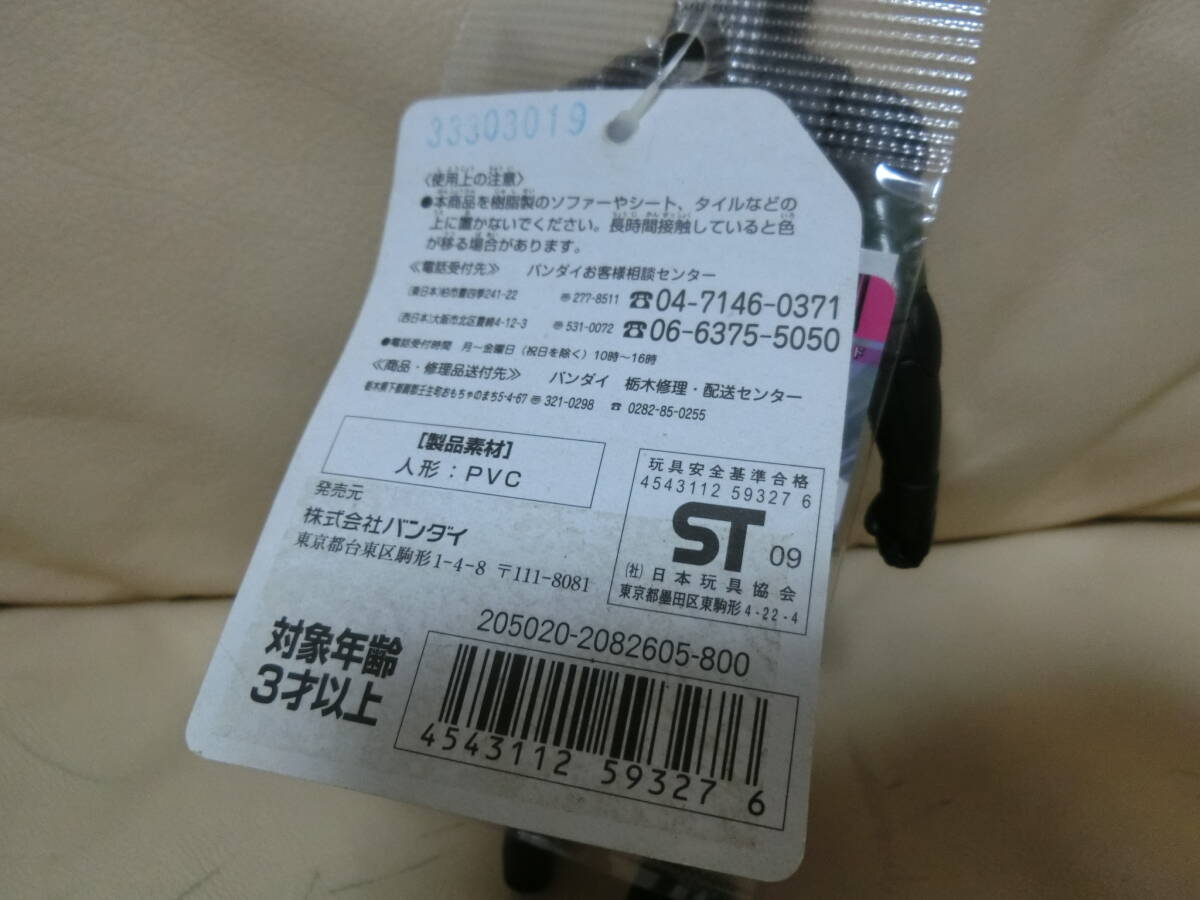 33303019
〈使用上の注意〉
●本商品を樹脂製のソファーやシート、タイルなどの
上に置かないでください。長時間接触していると色
が移る場合があります。
≪電話受付先≫ バンダイお客様相談センター
(東日本)柏市豊四季241-22 〠277-8511 ☎04-7146-0371
(西日本)大阪市北区豊崎4-12-3 〠531-0072 ☎06-6375-5050
●電話受付時間 月〜金曜日(祝日を除く)10時〜16時
≪商品・修理品送付先≫ バンダイ 栃木修理・配送センター
栃木県下都賀郡壬生町おもちゃのまち5-4-67 〠321-0298 ☎ 0282-85-0255
[製品素材]
人形:PVC
発売元
株式会社バンダイ
東京都台東区駒形1-4-8 〒111-8081
玩具安全基準合格
4543112 59327 6
ST 09
(社)日本玩具協会
東京都墨田区東駒形4-22-4
対象年齢
3才以上
205020-2082605-800
4543112 59327 6
ド